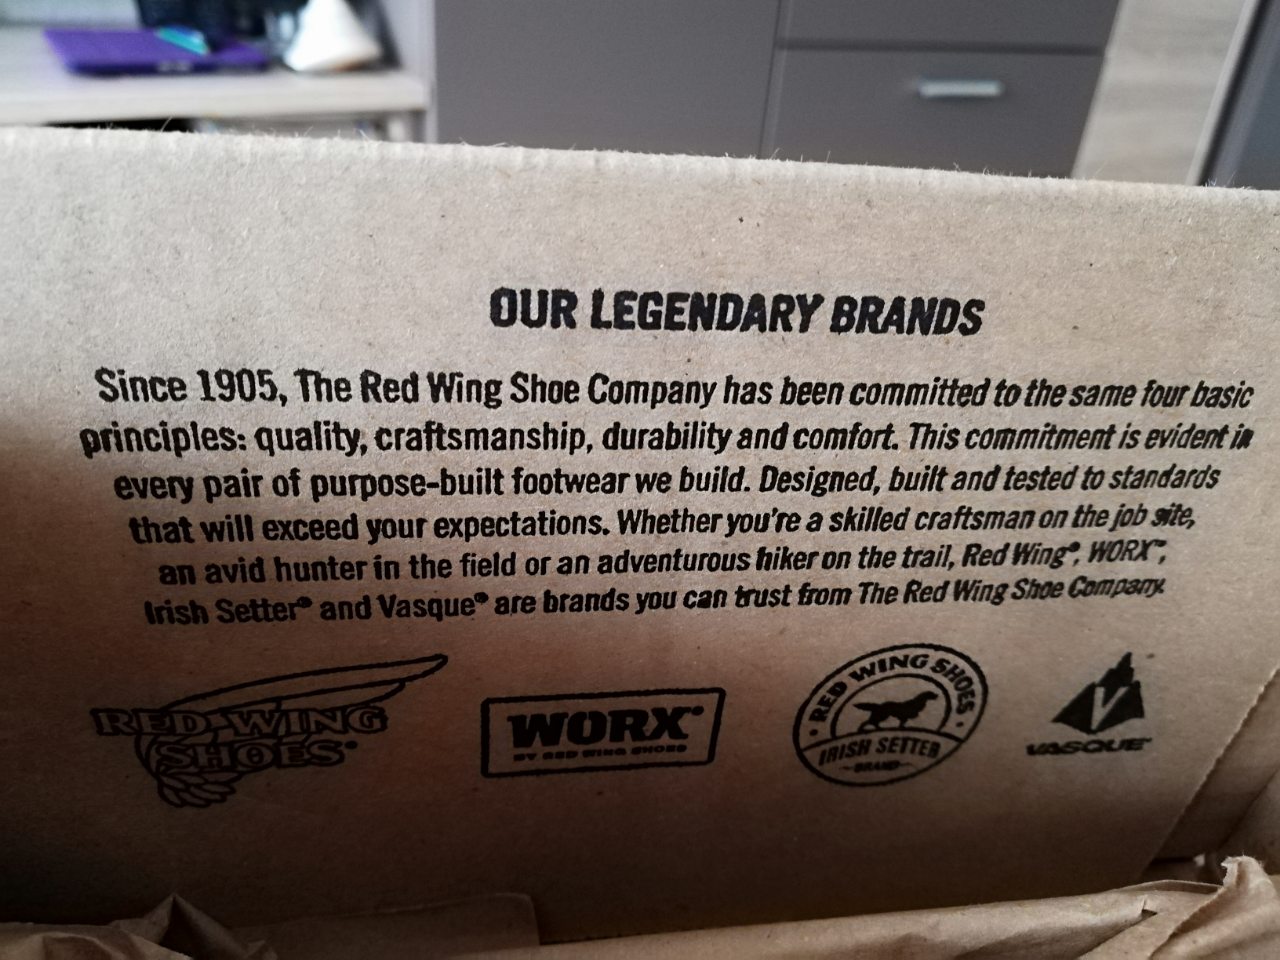 OUR LEGENDARY BRANDS
Since 1905, The Red Wing Shoe Company has been committed to the same four basic
principles: quality, craftsmanship, durability and comfort. This commitment is evident in
every pair of purpose-built footwear we build. Designed, built and tested to standards
that will exceed your expectations. Whether you're a skilled craftsman on the job site,
an avid hunter in the field or an adventurous hiker on the trail, Red Wing®, WORX™,
Irish Setter® and Vasque® are brands you can trust from The Red Wing Shoe Company.
RED WING
SHOES®
WORX®
BY RED WING SHOES
RED WING SHOES
IRISH SETTER
BRAND
VASQUE